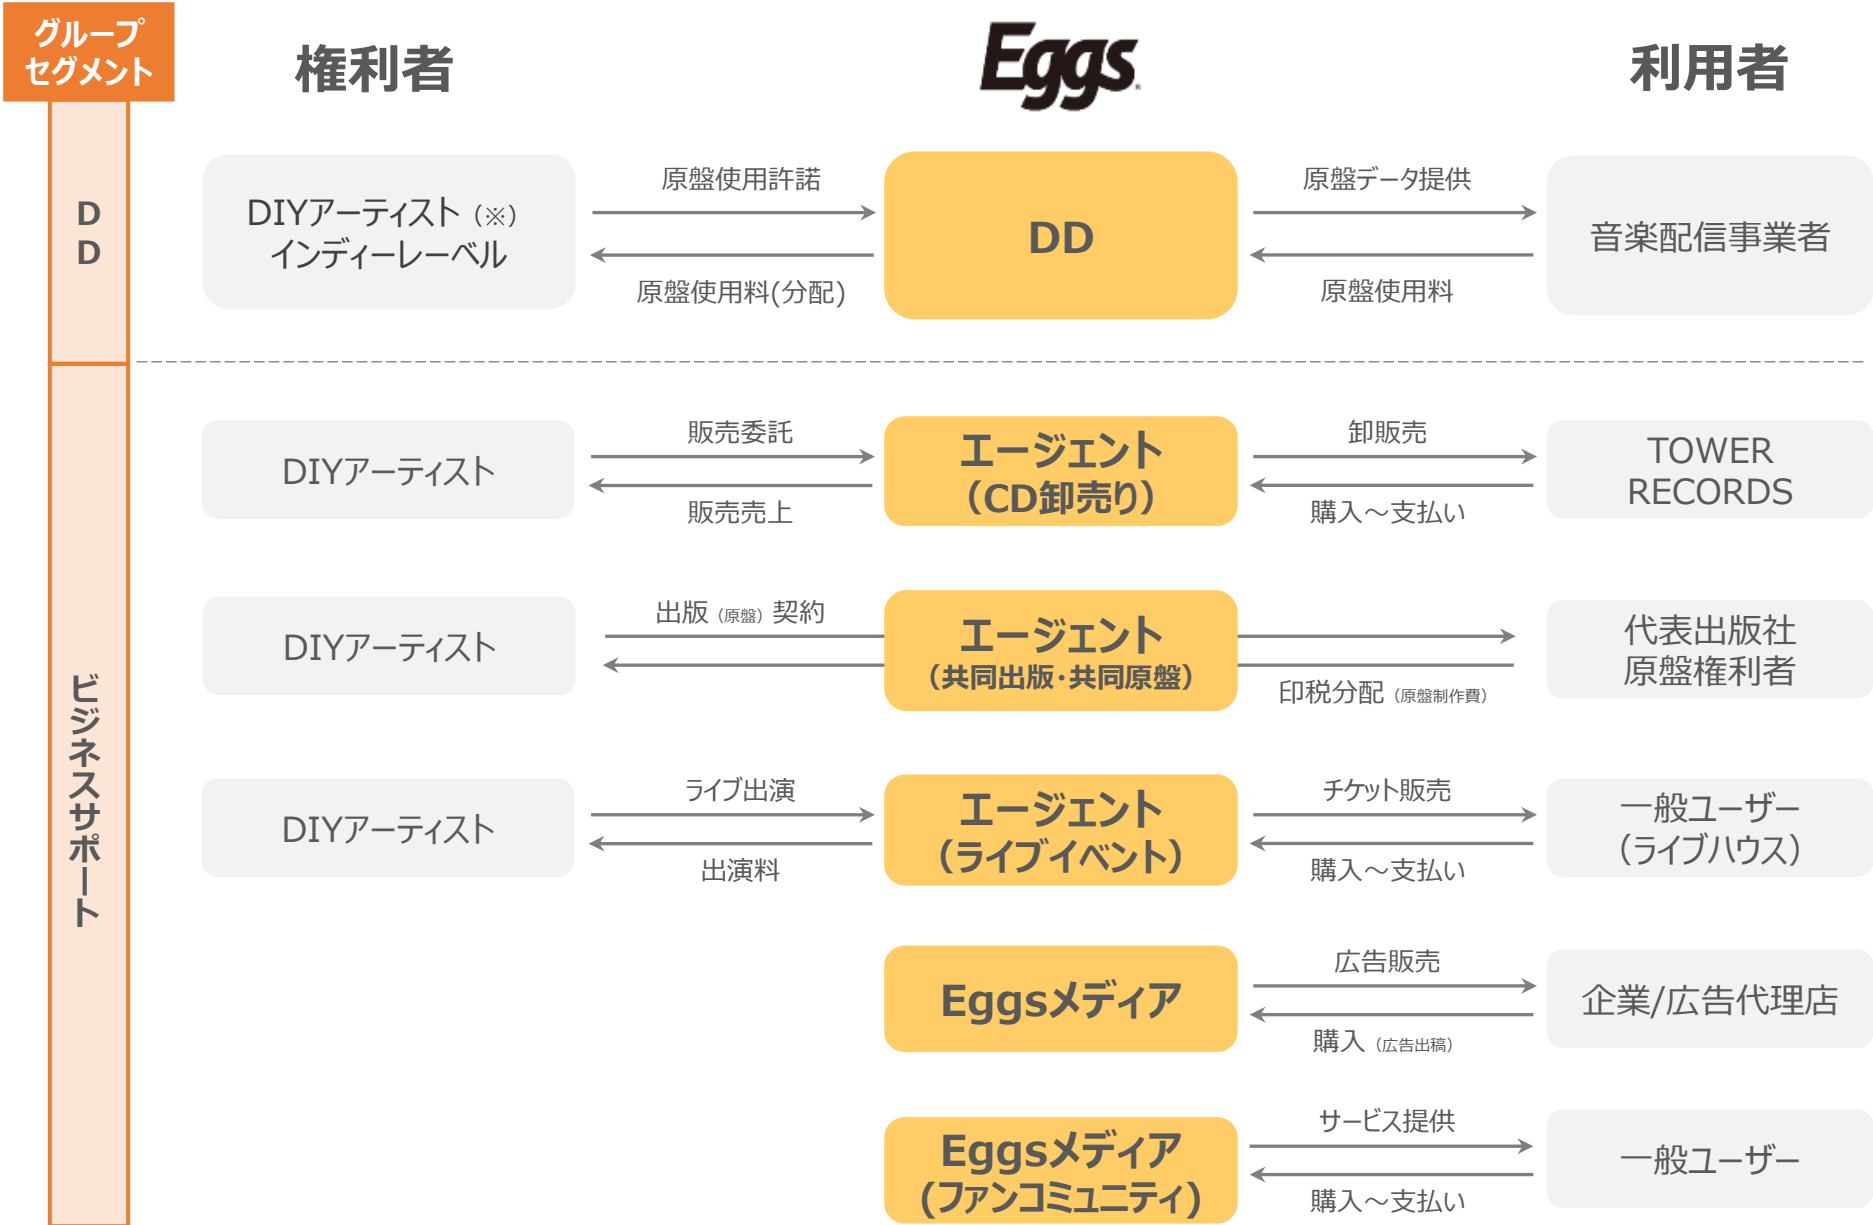 グループ
セグメント
権利者
Eggs
利用者
D
D
DIYアーティスト（※）
インディーレーベル
原盤使用許諾
原盤使用料(分配)
DD
原盤データ提供
原盤使用料
音楽配信事業者
ビジネスサポート
DIYアーティスト
販売委託
販売売上
エージェント
（CD卸売り）
卸販売
購入～支払い
TOWER
RECORDS
DIYアーティスト
出版（原盤）契約
エージェント
（共同出版・共同原盤）
印税分配（原盤制作費）
代表出版社
原盤権利者
DIYアーティスト
ライブ出演
出演料
エージェント
（ライブイベント）
チケット販売
購入～支払い
一般ユーザー
（ライブハウス）
Eggsメディア
広告販売
購入（広告出稿）
企業/広告代理店
Eggsメディア
(ファンコミュニティ)
サービス提供
購入～支払い
一般ユーザー